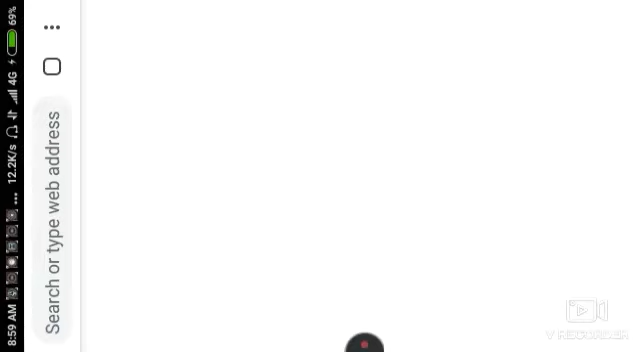 8:59 AM ... 12.2K/s 4G 69%
Search or type web address
V RECORDER